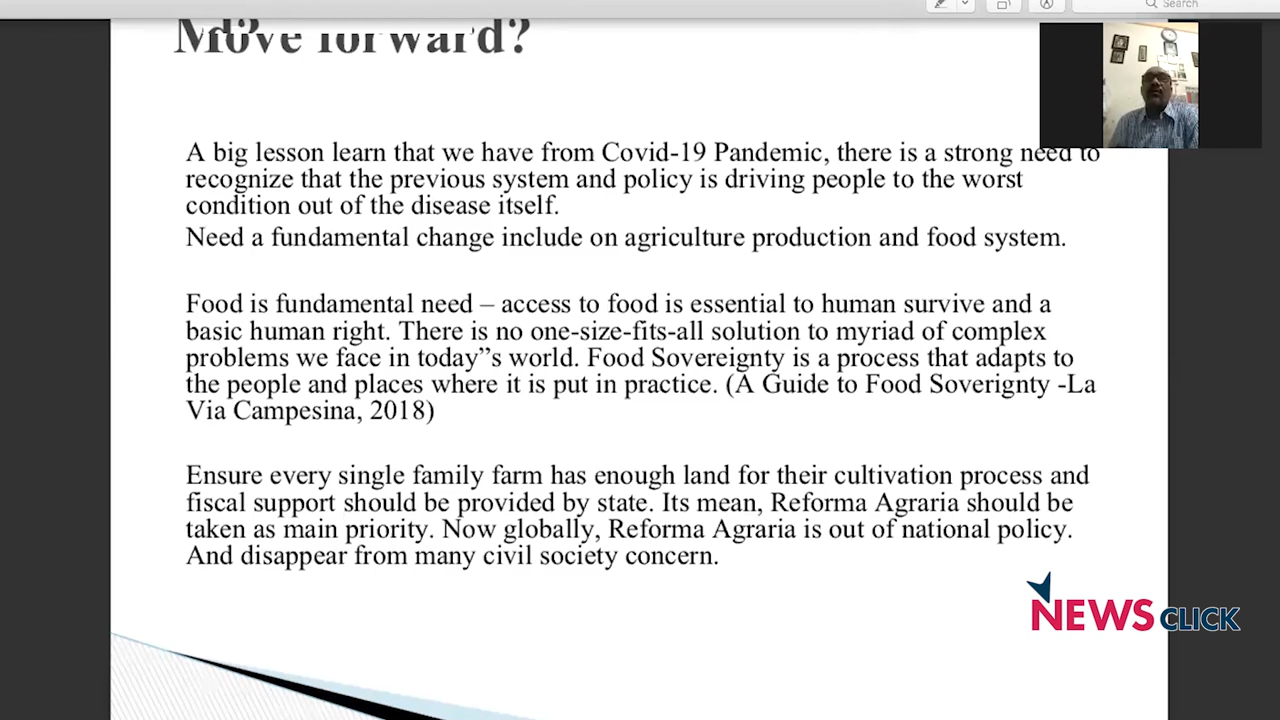 Search
Move forward?
A big lesson learn that we have from Covid-19 Pandemic, there is a strong need to
recognize that the previous system and policy is driving people to the worst
condition out of the disease itself.
Need a fundamental change include on agriculture production and food system.
Food is fundamental need – access to food is essential to human survive and a
basic human right. There is no one-size-fits-all solution to myriad of complex
problems we face in today”s world. Food Sovereignty is a process that adapts to
the people and places where it is put in practice. (A Guide to Food Soverignty -La
Via Campesina, 2018)
Ensure every single family farm has enough land for their cultivation process and
fiscal support should be provided by state. Its mean, Reforma Agraria should be
taken as main priority. Now globally, Reforma Agraria is out of national policy.
And disappear from many civil society concern.
NEWSCLICK